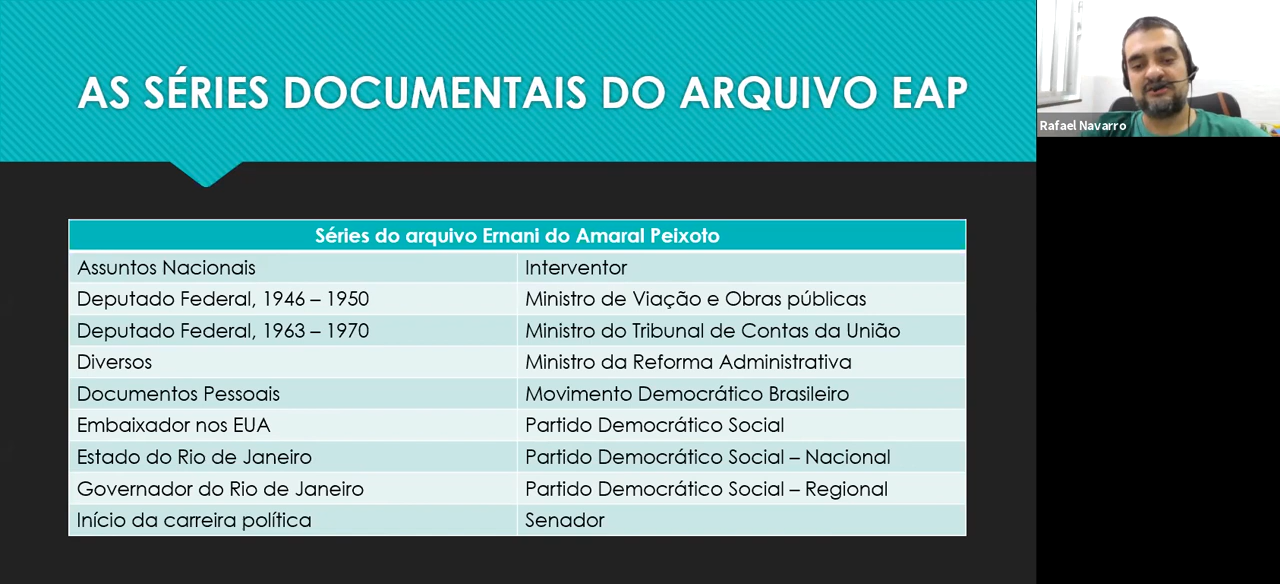 AS SÉRIES DOCUMENTAIS DO ARQUIVO EAP
Rafael Navarro
Séries do arquivo Ernani do Amaral Peixoto
Assuntos Nacionais
Interventor
Deputado Federal, 1946 – 1950
Ministro de Viação e Obras públicas
Deputado Federal, 1963 – 1970
Ministro do Tribunal de Contas da União
Diversos
Ministro da Reforma Administrativa
Documentos Pessoais
Movimento Democrático Brasileiro
Embaixador nos EUA
Partido Democrático Social
Estado do Rio de Janeiro
Partido Democrático Social – Nacional
Governador do Rio de Janeiro
Partido Democrático Social – Regional
Início da carreira política
Senador